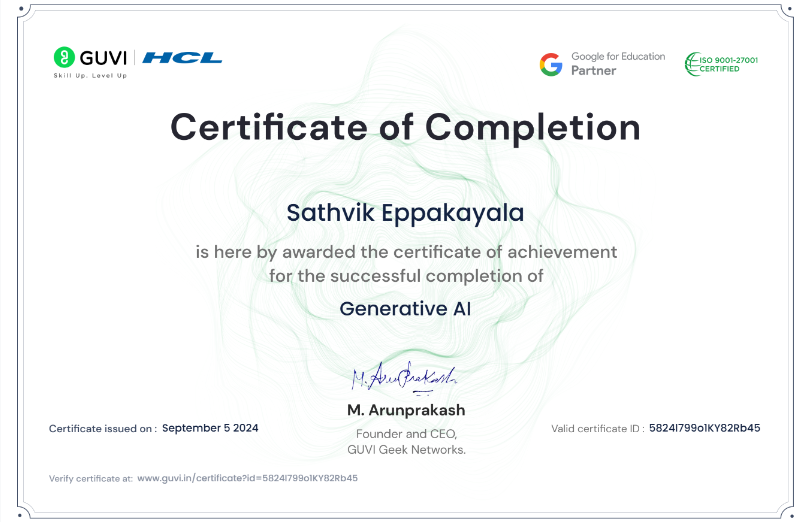 GUVI
HCL
Skill Up. Level Up
Google for Education
Partner
ISO 9001-27001
CERTIFIED
Certificate of Completion
Sathvik Eppakayala
is here by awarded the certificate of achievement
for the successful completion of
Generative AI
M. Arunprakash
M. Arunprakash
Founder and CEO,
GUVI Geek Networks.
Certificate issued on : September 5 2024
Valid certificate ID : 5824I799o1KY82Rb45
Verify certificate at: www.guvi.in/certificate?id=5824I799o1KY82Rb45